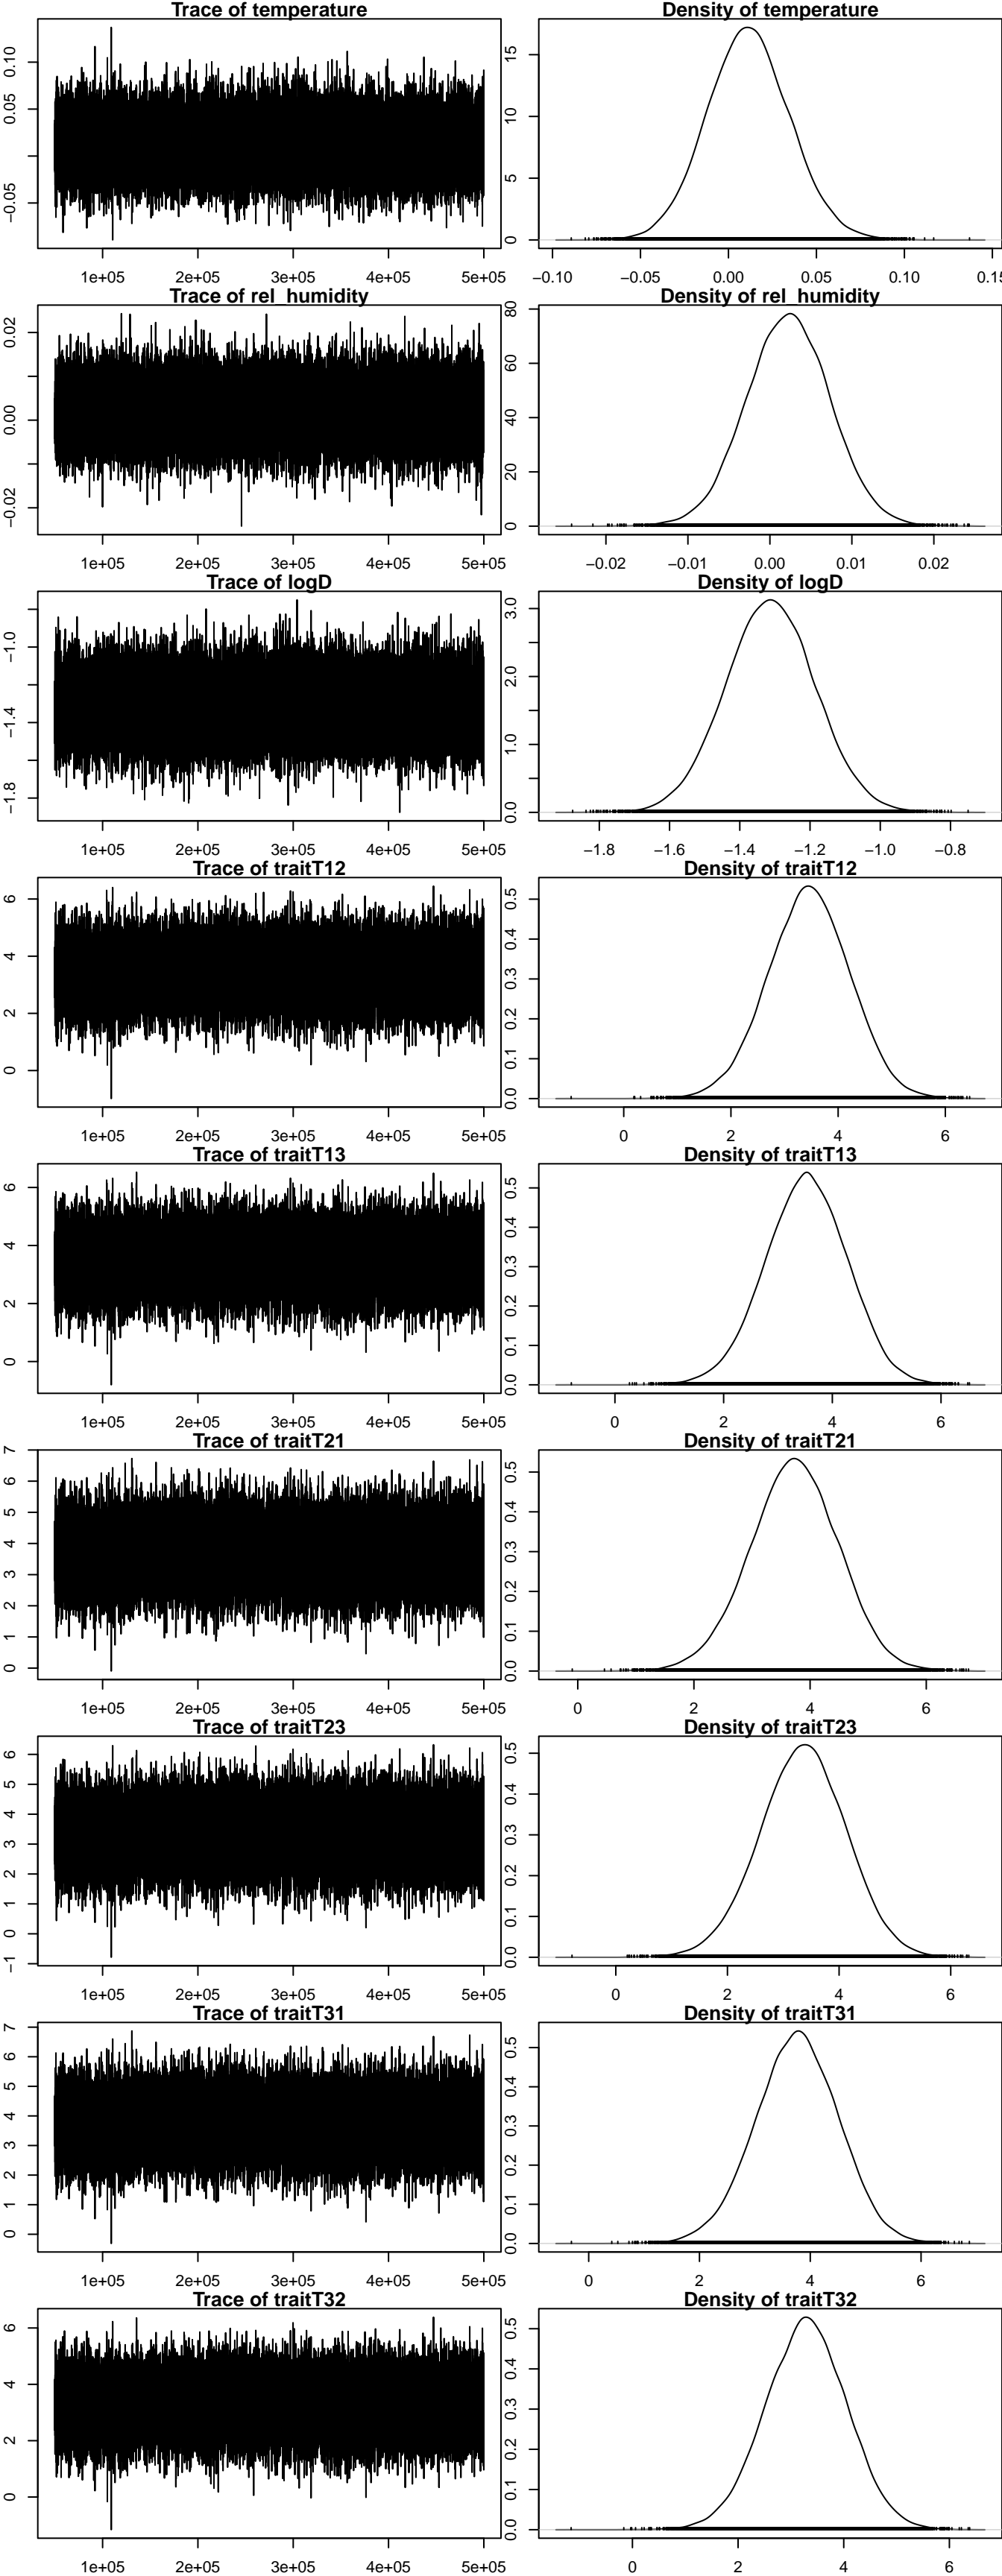 Trace of temperature
Density of temperature
−0.05 0.05 0.10
0 5 10 15
1e+05 2e+05 3e+05 4e+05 5e+05
−0.10 −0.05 0.00 0.05 0.10
Trace of rel_humidity
Density of rel_humidity
−0.02 0.00 0.02
0 20 40 60 80
1e+05 2e+05 3e+05 4e+05 5e+05
−0.02 −0.01 0.00 0.01 0.02
Trace of logD
Density of logD
−1.8 −1.4 −1.0
0.0 1.0 2.0 3.0
1e+05 2e+05 3e+05 4e+05 5e+05
−1.8 −1.6 −1.4 −1.2 −1.0 −0.8
Trace of traitT12
Density of traitT12
0 2 4 6
0.0 0.1 0.2 0.3 0.4 0.5
1e+05 2e+05 3e+05 4e+05 5e+05
0 2 4 6
Trace of traitT13
Density of traitT13
0 2 4 6
0.0 0.1 0.2 0.3 0.4 0.5
1e+05 2e+05 3e+05 4e+05 5e+05
0 2 4 6
Trace of traitT21
Density of traitT21
0 1 2 3 4 5 6 7
0.0 0.1 0.2 0.3 0.4 0.5
1e+05 2e+05 3e+05 4e+05 5e+05
0 2 4 6
Trace of traitT23
Density of traitT23
−1 0 1 2 3 4 5 6
0.0 0.1 0.2 0.3 0.4 0.5
1e+05 2e+05 3e+05 4e+05 5e+05
0 2 4 6
Trace of traitT31
Density of traitT31
0 1 2 3 4 5 6 7
0.0 0.1 0.2 0.3 0.4 0.5
1e+05 2e+05 3e+05 4e+05 5e+05
0 2 4 6
Trace of traitT32
Density of traitT32
0 2 4 6
0.0 0.1 0.2 0.3 0.4 0.5
1e+05 2e+05 3e+05 4e+05 5e+05
0 2 4 6